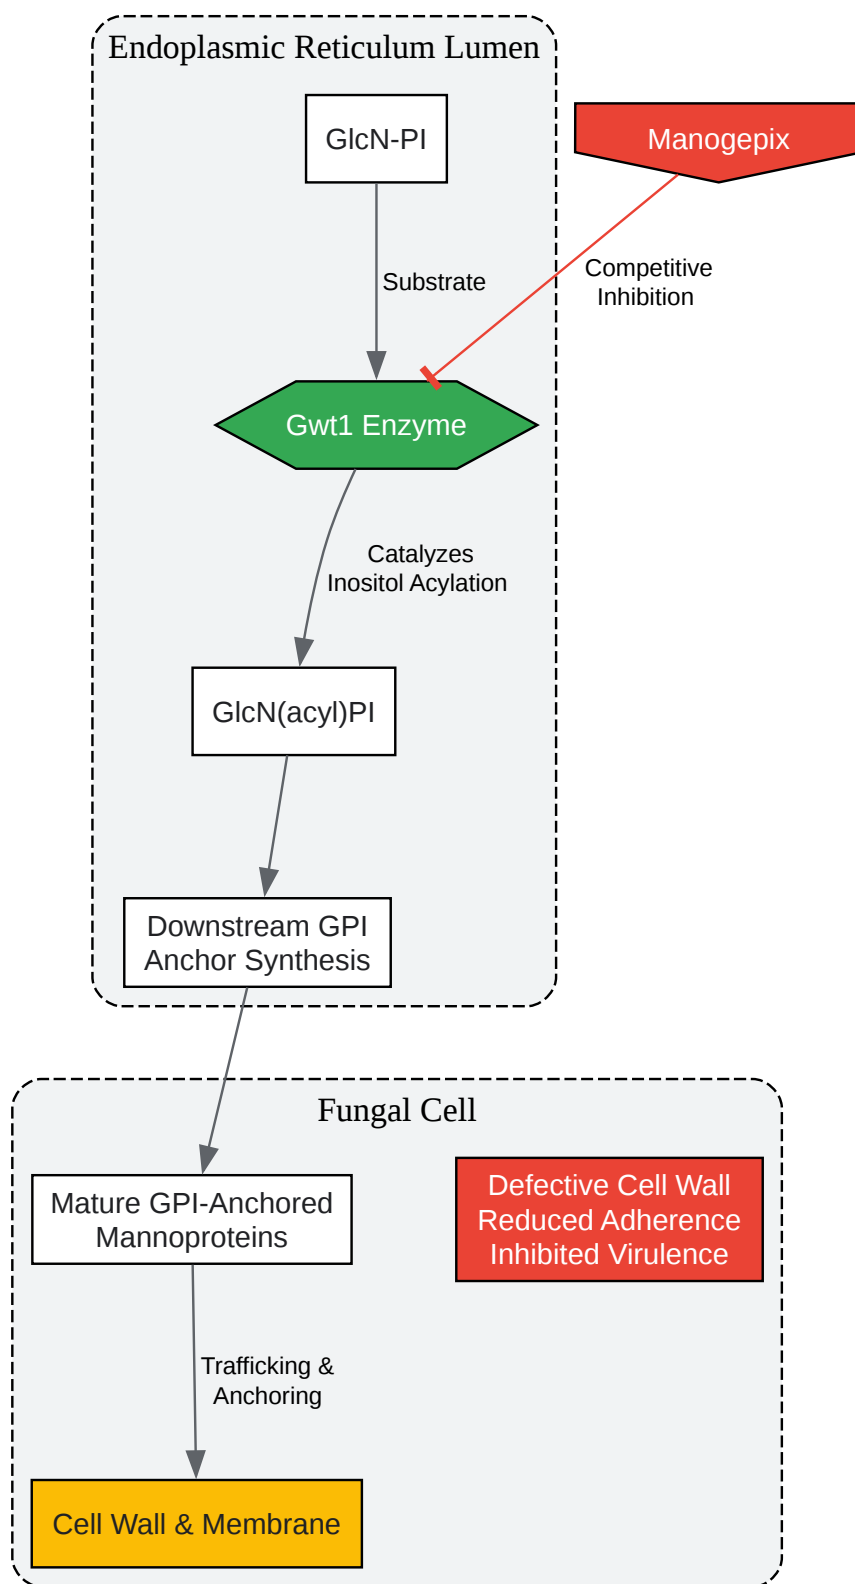 Endoplasmic Reticulum Lumen
GlcN-PI
Manogepix
Substrate
Competitive
Inhibition
Gwt1 Enzyme
Catalyzes
Inositol Acylation
GlcN(acyl)PI
Downstream GPI
Anchor Synthesis
Fungal Cell
Mature GPI-Anchored
Mannoproteins
Defective Cell Wall
Reduced Adherence
Inhibited Virulence
Trafficking &
Anchoring
Cell Wall & Membrane